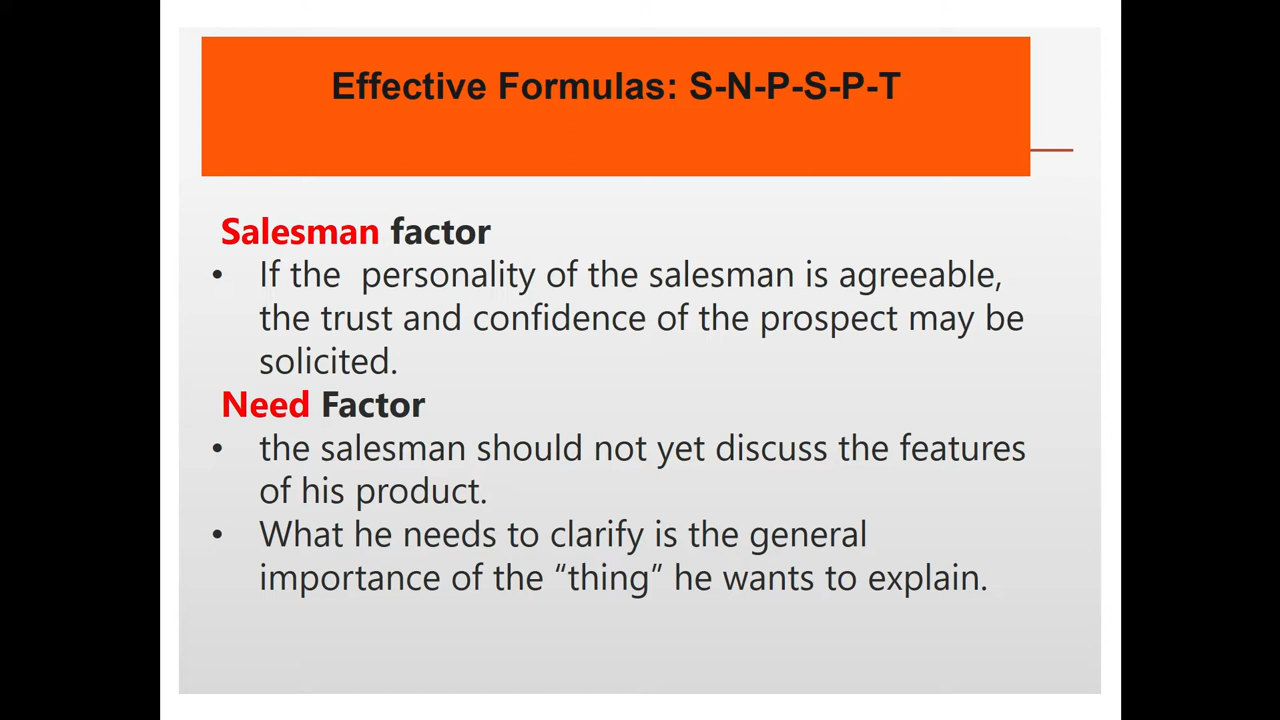 Effective Formulas: S-N-P-S-P-T
Salesman factor
• If the personality of the salesman is agreeable,
the trust and confidence of the prospect may be
solicited.
Need Factor
• the salesman should not yet discuss the features
of his product.
• What he needs to clarify is the general
importance of the “thing” he wants to explain.